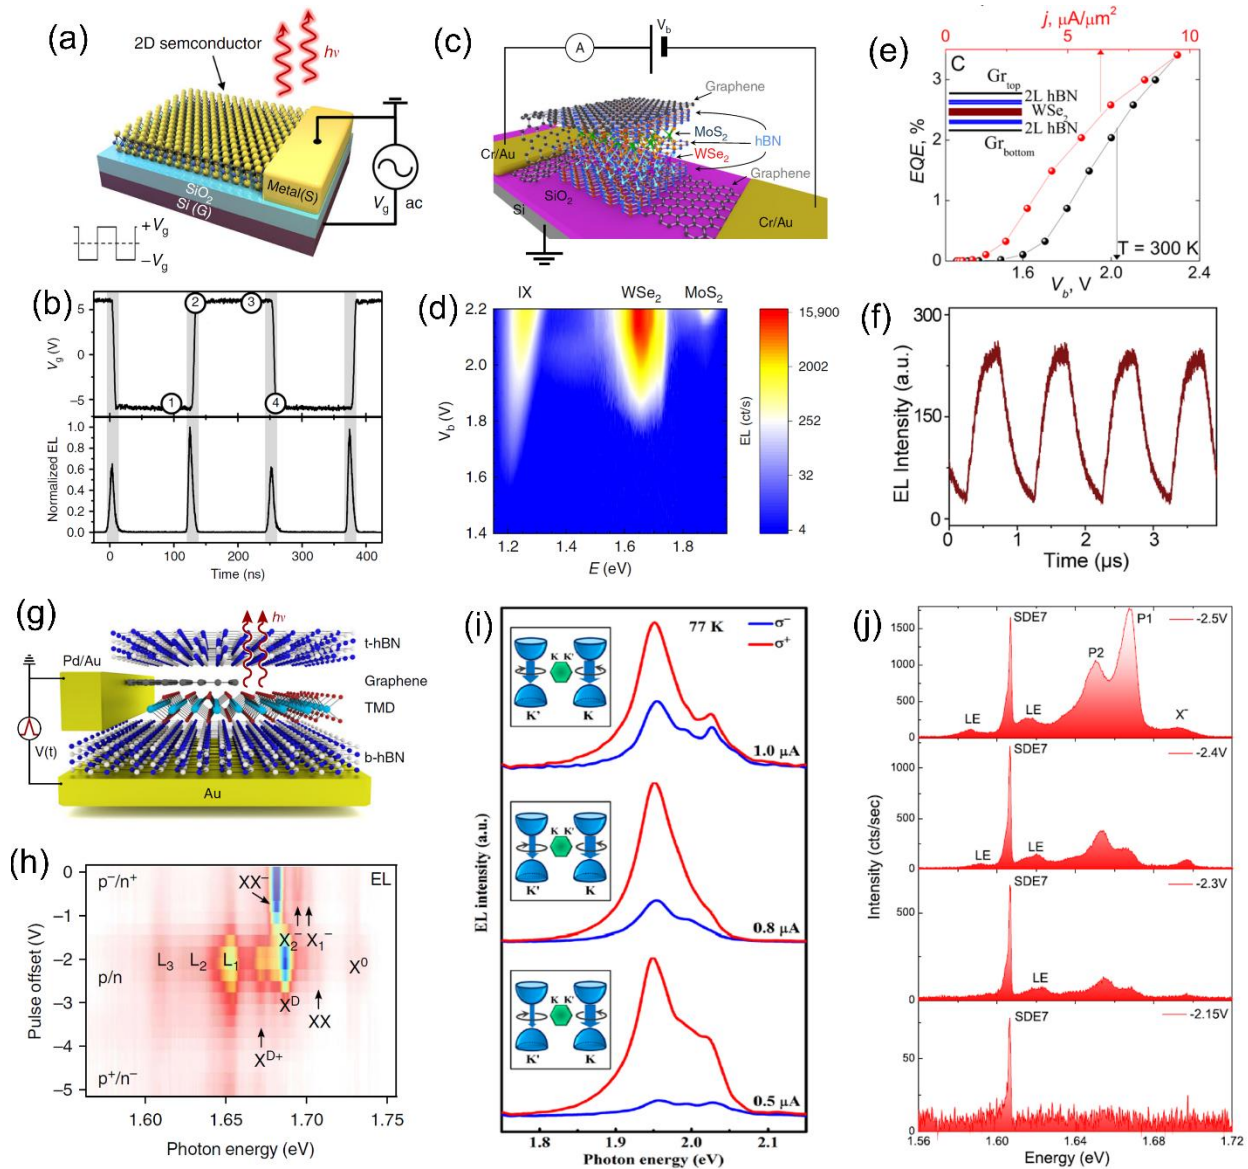 (a)
2D semconductor
hν
SiO2
Si (G)
Metal(S)
Vg
ac
+Vg
−Vg
(b)
Vg (V)
5
0
−5
1
2
3
4
Normalized EL
1.0
0.8
0.6
0.4
0.2
0.0
0 100 200 300 400
Time (ns)
(c)
A
Vb
Graphene
MoS2
hBN
WSe2
Graphene
Cr/Au
SiO2
Si
Cr/Au
(d)
IX WSe2 MoS2
Vb (V)
2.2
2.0
1.8
1.6
1.4
1.2 1.4 1.6 1.8
E (eV)
EL (ct/s)
15,900
2002
252
32
4
(e)
j, μA/μm²
0 5 10
C
Grtop
2L hBN
WSe2
2L hBN
Grbottom
EQE, %
3
2
1
0
T = 300 K
1.6 2.0
Vb, V
(f)
EL Intensity (a.u.)
300
150
0
0 1 2 3
Time (μs)
(g)
hν
t-hBN
Pd/Au
Graphene
TMD
V(t)
b-hBN
Au
(h)
Pulse offset (V)
0
−1
−2
−3
−4
−5
p−/n+
EL
XX−
X2− X1−
p/n
L3 L2 L1
X0
XD
XX
XD+
p+/n−
1.60 1.65 1.70 1.75
Photon energy (eV)
(i)
77 K
σ−
σ+
K K'
K' K
1.0 μA
K K'
K' K
0.8 μA
K K'
K' K
0.5 μA
EL intensity (a.u.)
1.8 1.9 2.0 2.1
Photon energy (eV)
(j)
Intensity (cts/sec)
1500
1000
500
0
SDE7
P1
P2
LE
LE
X−
-2.5V
1000
500
0
SDE7
LE
LE
-2.4V
500
0
SDE7
LE
-2.3V
50
0
SDE7
-2.15V
1.56 1.60 1.64 1.68 1.72
Energy (eV)